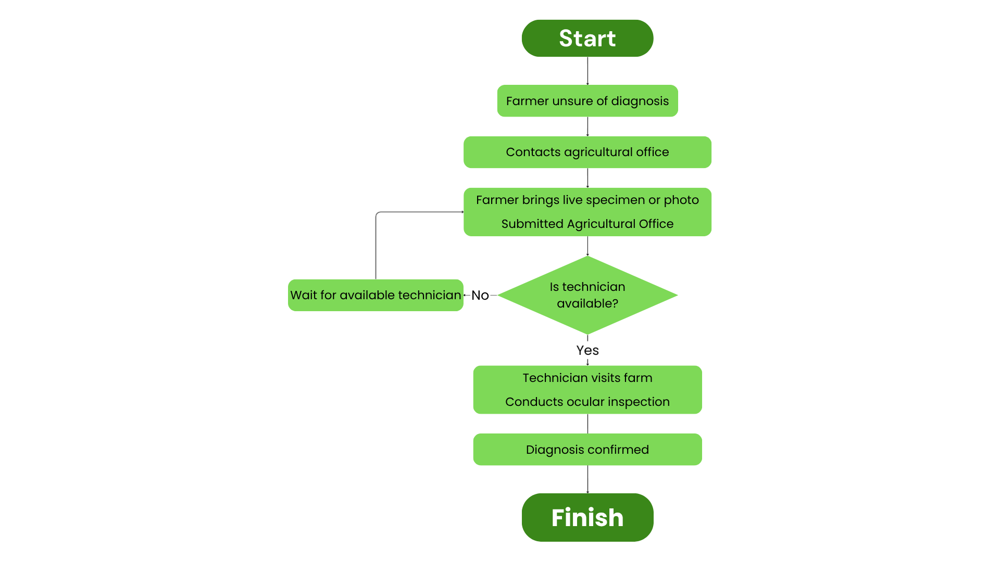 Start
Farmer unsure of diagnosis
Contacts agricultural office
Farmer brings live specimen or photo
Submitted Agricultural Office
Is technician
available?
No
Wait for available technician
Yes
Technician visits farm
Conducts ocular inspection
Diagnosis confirmed
Finish